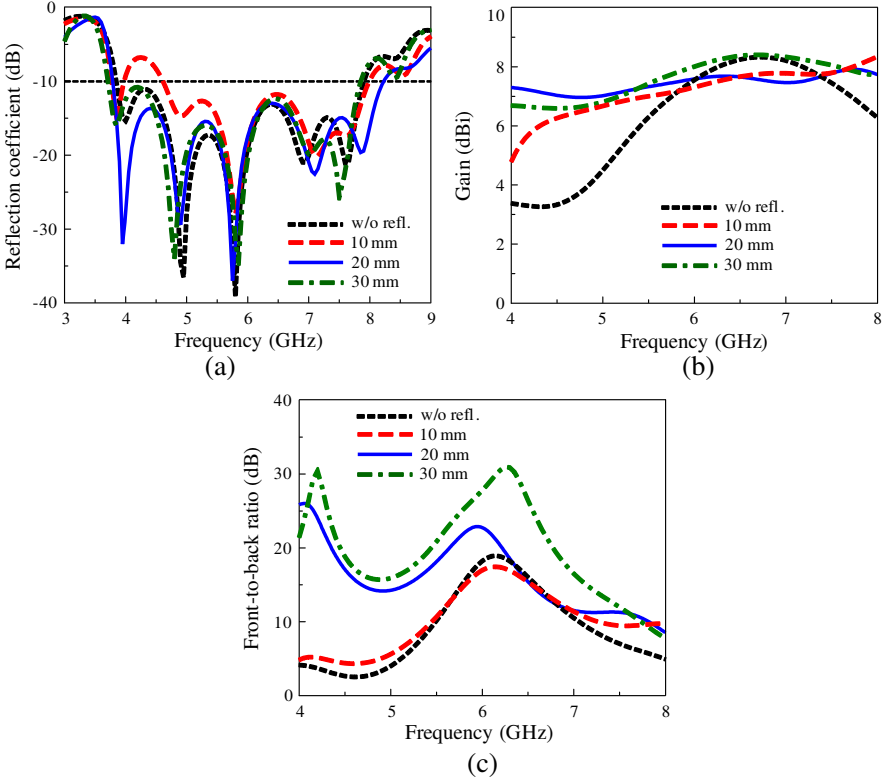 0
-10
-20
-30
-40
Reflection coefficient (dB)
w/o refl.
10 mm
20 mm
30 mm
3 4 5 6 7 8 9
Frequency (GHz)
(a)
10
8
6
4
2
0
Gain (dBi)
w/o refl.
10 mm
20 mm
30 mm
4 5 6 7 8
Frequency (GHz)
(b)
40
30
20
10
0
Front-to-back ratio (dB)
w/o refl.
10 mm
20 mm
30 mm
4 5 6 7 8
Frequency (GHz)
(c)